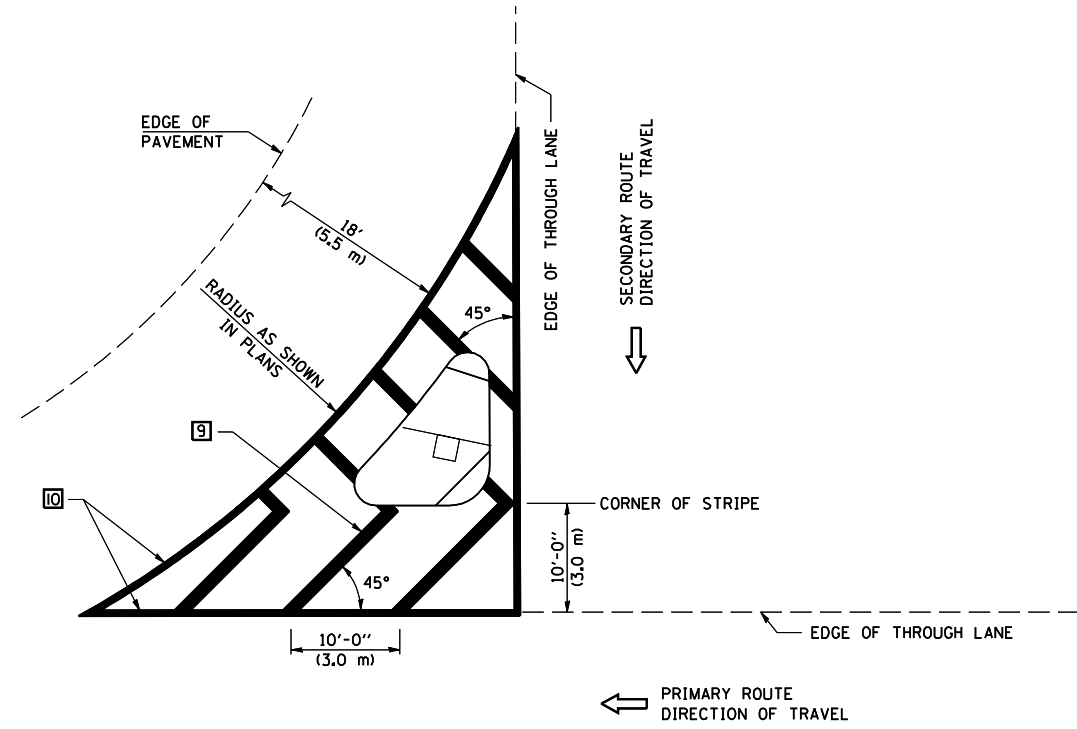 EDGE OF
PAVEMENT
EDGE OF THROUGH LANE
SECONDARY ROUTE
DIRECTION OF TRAVEL
18'
(5.5 m)
RADIUS AS SHOWN
IN PLANS
45°
9
10
CORNER OF STRIPE
10'-0"
(3.0 m)
45°
10'-0"
(3.0 m)
EDGE OF THROUGH LANE
PRIMARY ROUTE
DIRECTION OF TRAVEL